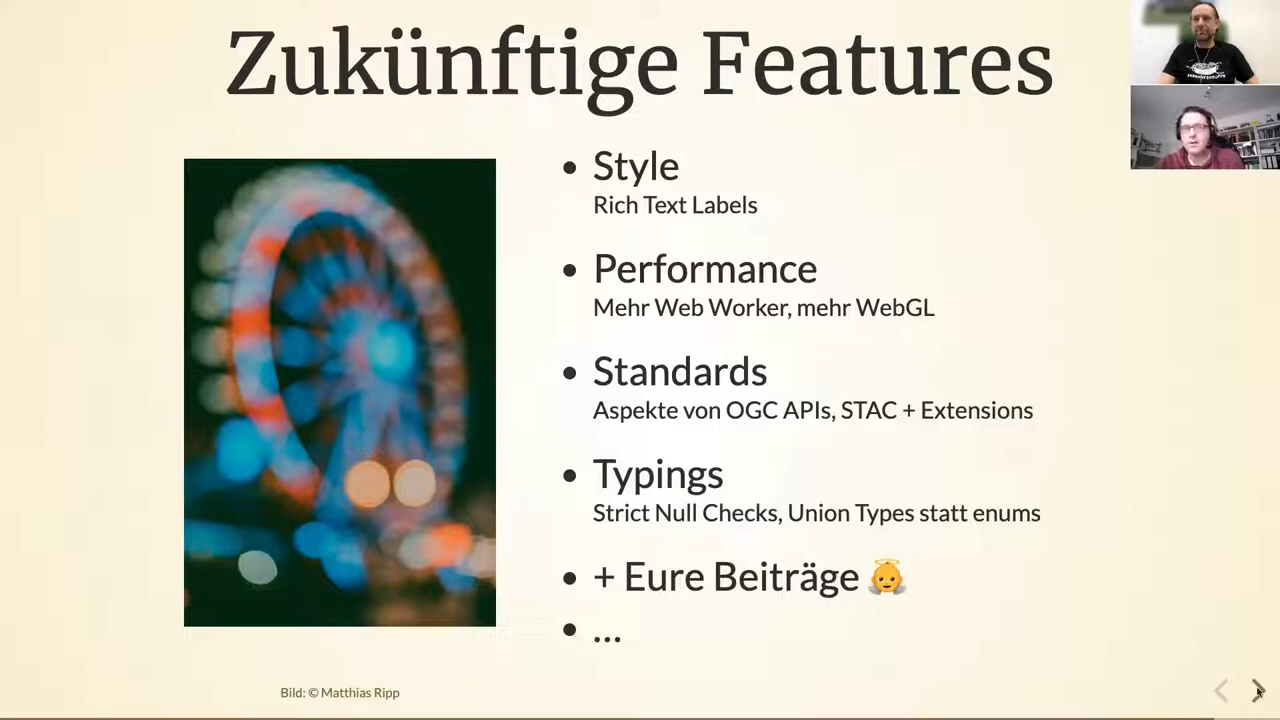 Zukünftige Features
• Style
Rich Text Labels
• Performance
Mehr Web Worker, mehr WebGL
• Standards
Aspekte von OGC APIs, STAC + Extensions
• Typings
Strict Null Checks, Union Types statt enums
• + Eure Beiträge 👼
• ...
Bild: © Matthias Ripp